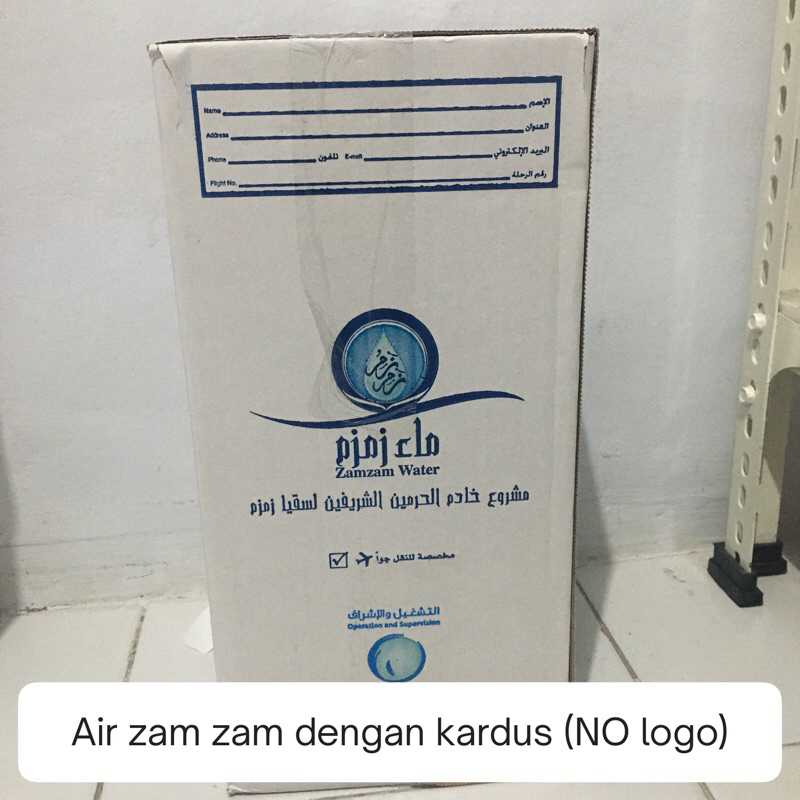 Name الإسم
Address العنوان
Phone تلفون E-mail البريد الإلكتروني
Flight No. رقم الرحلة
زمزم
ماء زمزم
Zamzam Water
مشروع خادم الحرمين الشريفين لسقيا زمزم
مخصصة للنقل جواً
التشغيل والإشراف
Operation and Supervision
Air zam zam dengan kardus (NO logo)